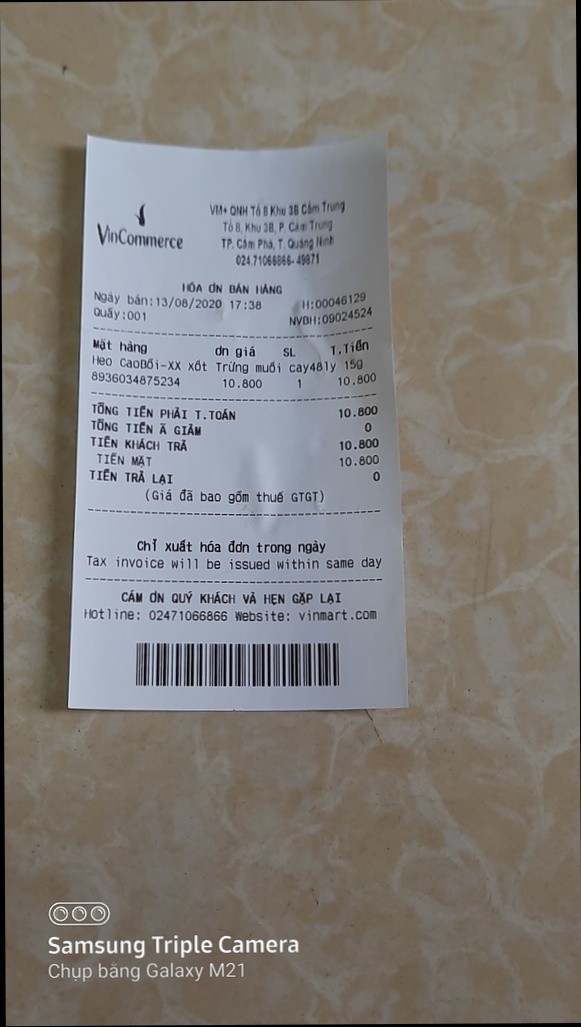 VinCommerce
VM+ QNH Tổ 8 Khu 3B Cẩm Trung
Tổ 8, Khu 3B, P. Cẩm Trung
TP. Cẩm Phả, T. Quảng Ninh
024.71066866- 49871
HÓA ƠN BÁN HÀNG
Ngày bán:13/08/2020 17:38 H:00046129
Quầy:001 NVBH:09024524
Mặt hàng ơn giá SL T.Tiền
Heo CaoBồi-XX xốt Trứng muối cay48ly 15g
8936034875234 10.800 1 10.800
TỔNG TIỀN PHẢI T.TOÁN 10.800
TỔNG TIỀN Ã GIẢM 0
TIỀN KHÁCH TRẢ 10.800
TIỀN MẶT 10.800
TIỀN TRẢ LẠI 0
(Giá đã bao gồm thuế GTGT)
Chỉ xuất hóa đơn trong ngày
Tax invoice will be issued within same day
CẢM ƠN QUÝ KHÁCH VÀ HẸN GẶP LẠI
Hotline: 02471066866 Website: vinmart.com
Samsung Triple Camera
Chụp bằng Galaxy M21